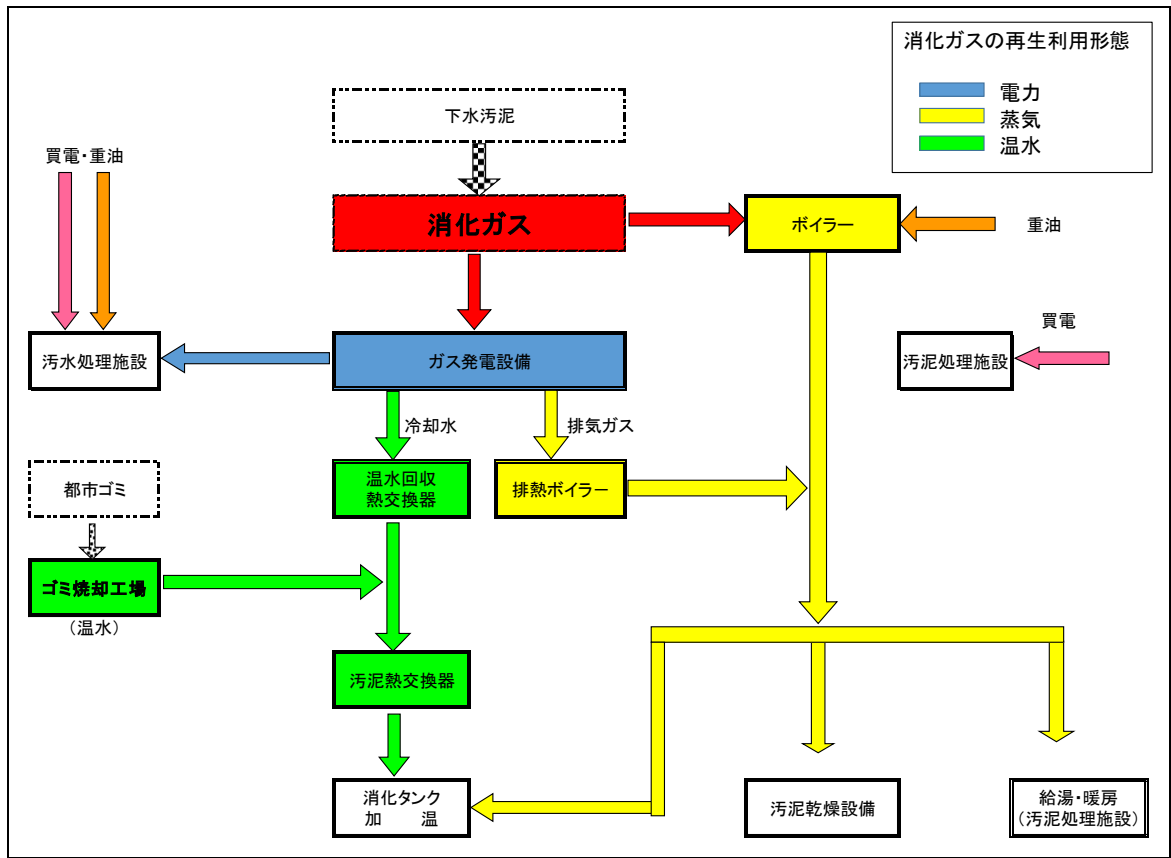 消化ガスの再生利用形態
電力
蒸気
温水
下水汚泥
買電・重油
消化ガス
ボイラー
重油
買電
汚水処理施設
ガス発電設備
汚泥処理施設
冷却水
排気ガス
都市ゴミ
温水回収
熱交換器
排熱ボイラー
ゴミ焼却工場
(温水)
汚泥熱交換器
消化タンク
加　　温
汚泥乾燥設備
給湯・暖房
(汚泥処理施設)